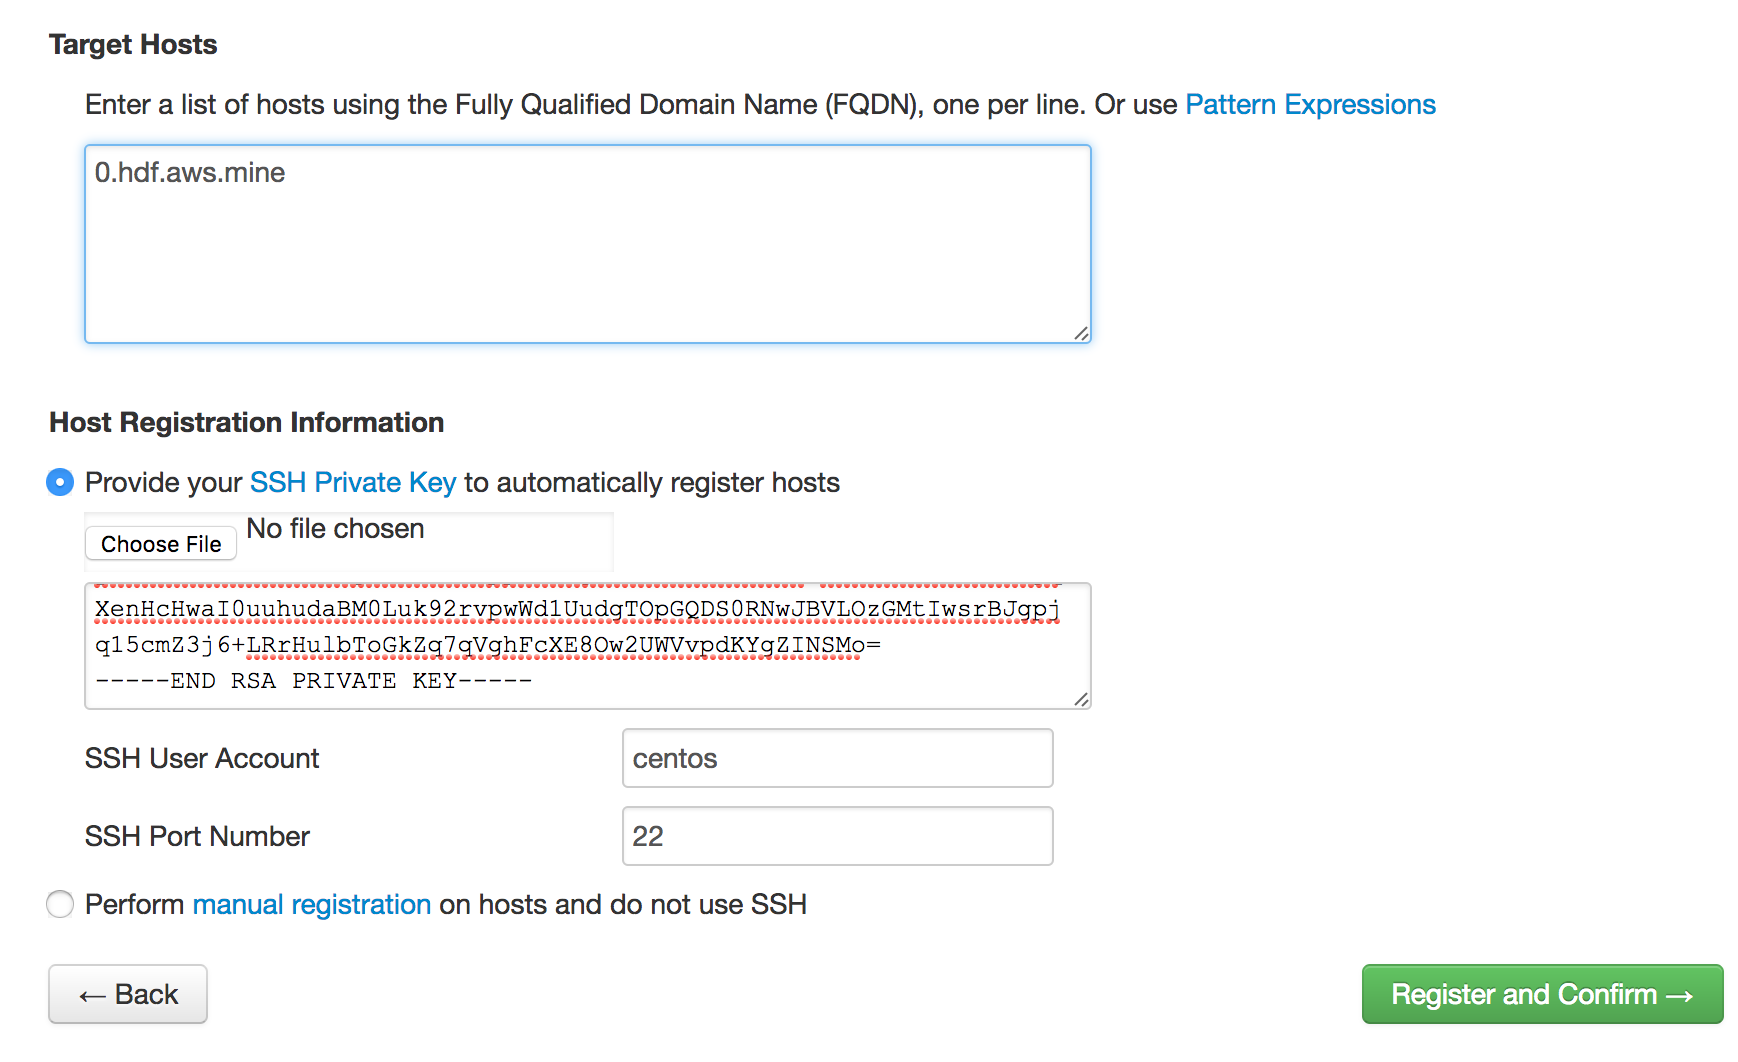 Target Hosts
Enter a list of hosts using the Fully Qualified Domain Name (FQDN), one per line. Or use Pattern Expressions
0.hdf.aws.mine
Host Registration Information
Provide your SSH Private Key to automatically register hosts
Choose File No file chosen
XenHcHwaI0uuhudaBM0Luk92rvpwWd1UudgTOpGQDS0RNwJBVLOzGMtIwsrBJgpj
q15cmZ3j6+LRrHulbToGkZq7qVghFcXE8Ow2UWVvpdKYgZINSMo=
-----END RSA PRIVATE KEY-----
SSH User Account centos
SSH Port Number 22
Perform manual registration on hosts and do not use SSH
← Back Register and Confirm →